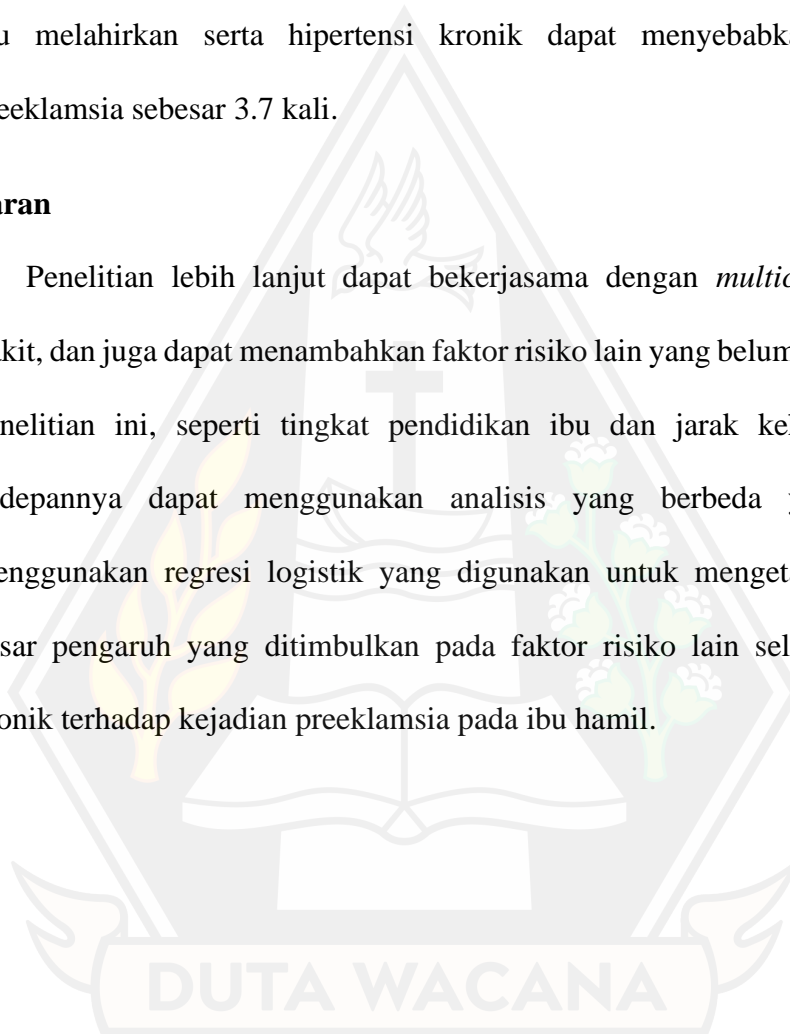 u melahirkan serta hipertensi kronik dapat menyebabka
eeklamsia sebesar 3.7 kali.
aran
Penelitian lebih lanjut dapat bekerjasama dengan multic
akit, dan juga dapat menambahkan faktor risiko lain yang belum
nelitian ini, seperti tingkat pendidikan ibu dan jarak kel
depannya dapat menggunakan analisis yang berbeda y
enggunakan regresi logistik yang digunakan untuk menget
sar pengaruh yang ditimbulkan pada faktor risiko lain sel
onik terhadap kejadian preeklamsia pada ibu hamil.
DUTA WACANA